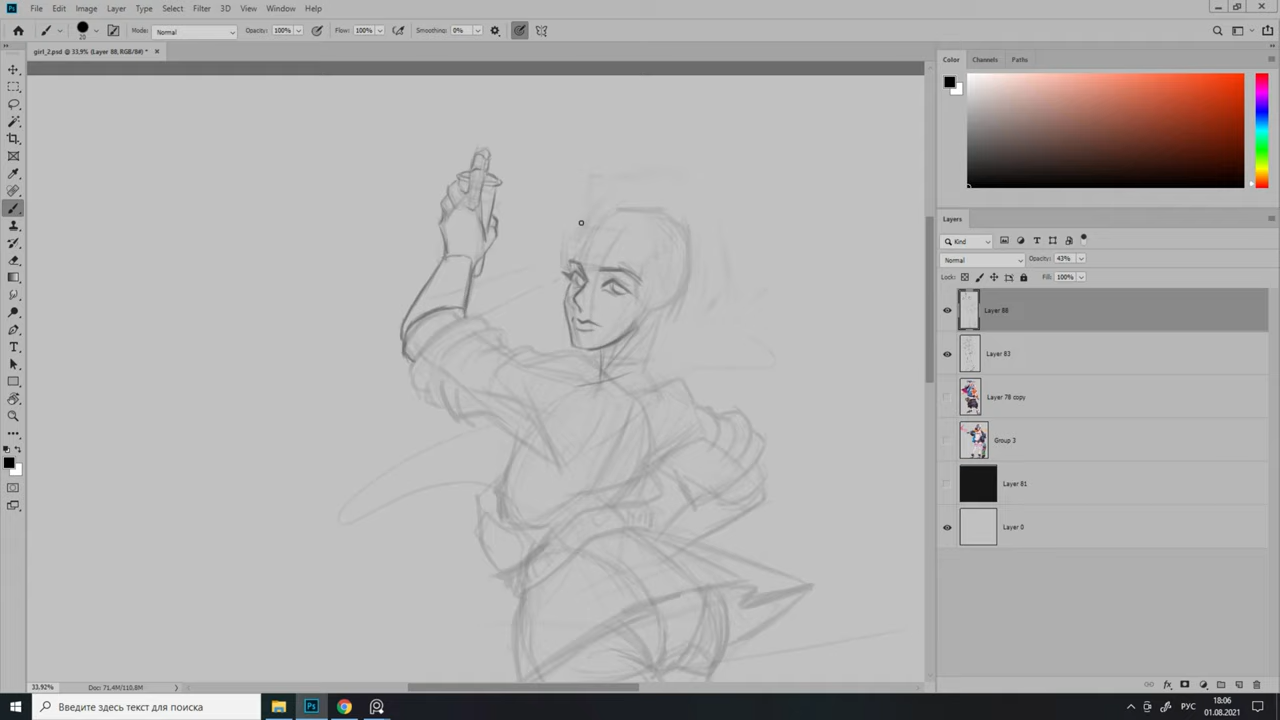 File Edit Image Layer Type Select Filter 3D View Window Help
Mode: Normal Opacity: 100% Flow: 100% Smoothing: 0%
20
girl_2.psd @ 33,9% (Layer 88, RGB/8#) *
Color Channels Paths
Layers
Kind
Normal Opacity: 43%
Lock: Fill: 100%
Layer 88
Layer 83
Layer 78 copy
Group 3
Layer 81
Layer 0
33,92% Doc: 71,4M/110,8M
Введите здесь текст для поиска
РУС
18:06
01.08.2021